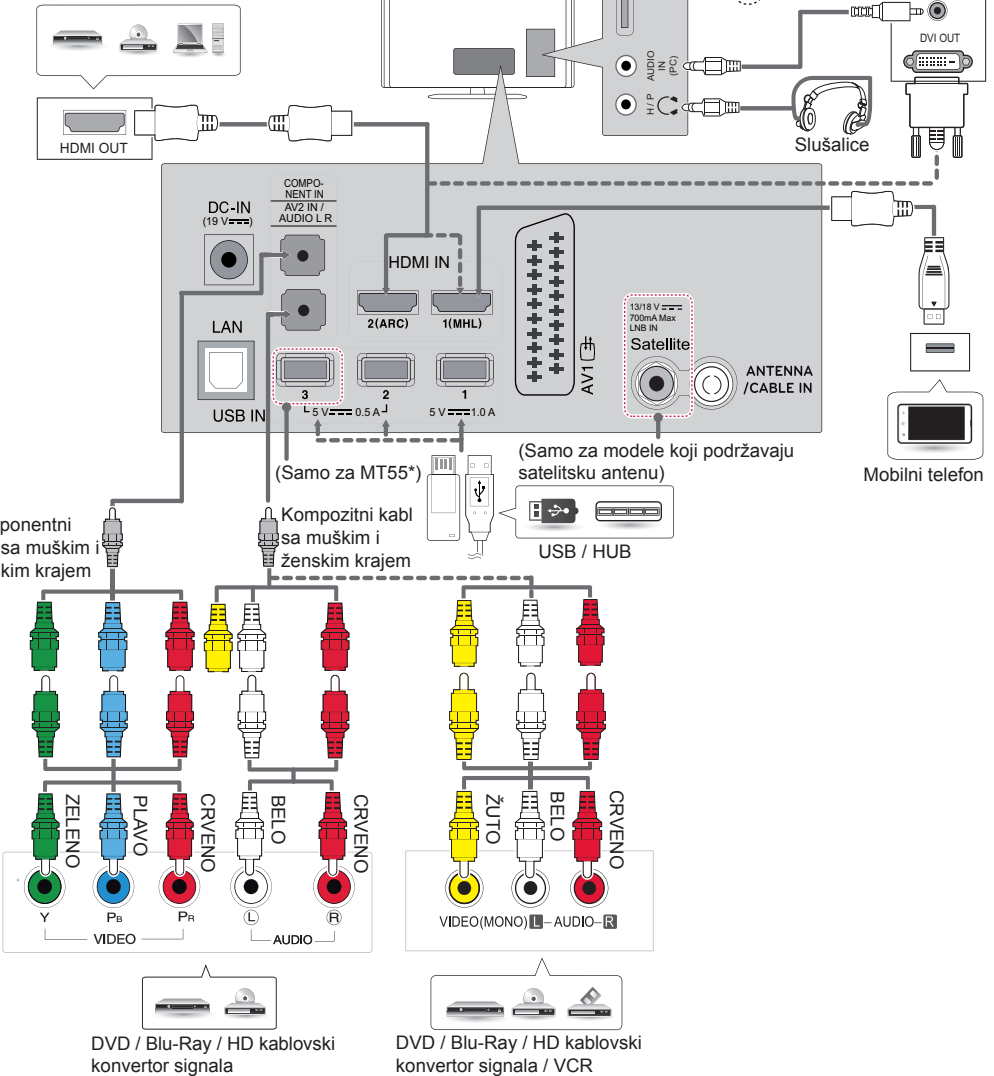 DVI OUT
AUDIO
IN
(PC)
H / P
Slušalice
HDMI OUT
COMPO-
NENT IN
AV2 IN /
AUDIO L R
DC-IN
(19 V)
HDMI IN
2(ARC)
1(MHL)
13/18 V
700mA Max
LNB IN
Satellite
LAN
AV1
ANTENNA
/CABLE IN
USB IN
3
2
1
5 V 0.5 A
5 V 1.0 A
(Samo za MT55*)
(Samo za modele koji podržavaju
satelitsku antenu)
Mobilni telefon
USB / HUB
ponentni
sa muškim i
kim krajem
Kompozitni kabl
sa muškim i
ženskim krajem
ZELENO
PLAVO
CRVENO
BELO
CRVENO
ŽUTO
BELO
CRVENO
Y
PB
PR
L
R
VIDEO
AUDIO
VIDEO(MONO) L – AUDIO – R
DVD / Blu-Ray / HD kablovski
konvertor signala
DVD / Blu-Ray / HD kablovski
konvertor signala / VCR